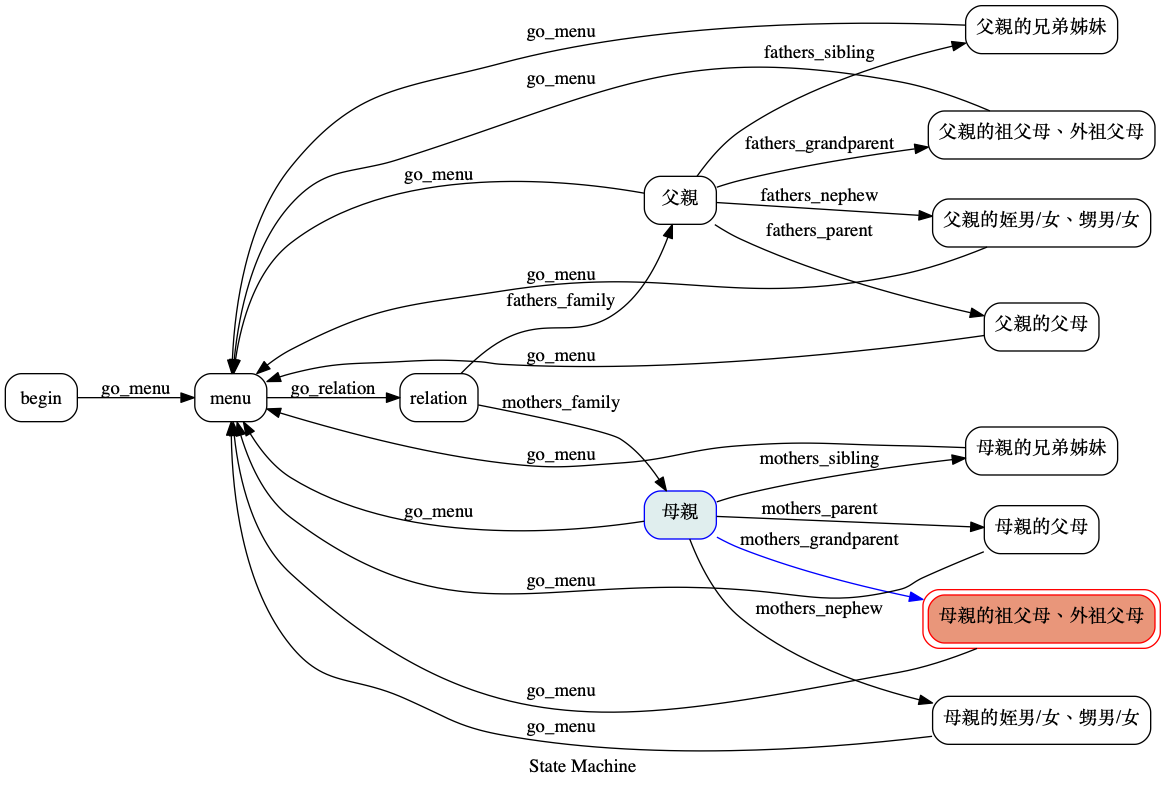 go_menu
父親的兄弟姊妹
fathers_sibling
go_menu
父親的祖父母、外祖父母
fathers_grandparent
go_menu
父親
fathers_nephew
父親的姪男/女、甥男/女
fathers_parent
go_menu
fathers_family
父親的父母
go_menu
begin
go_menu
menu
go_relation
relation
mothers_family
母親的兄弟姊妹
go_menu
mothers_sibling
go_menu
母親
mothers_parent
母親的父母
mothers_grandparent
go_menu
mothers_nephew
母親的祖父母、外祖父母
go_menu
母親的姪男/女、甥男/女
go_menu
State Machine